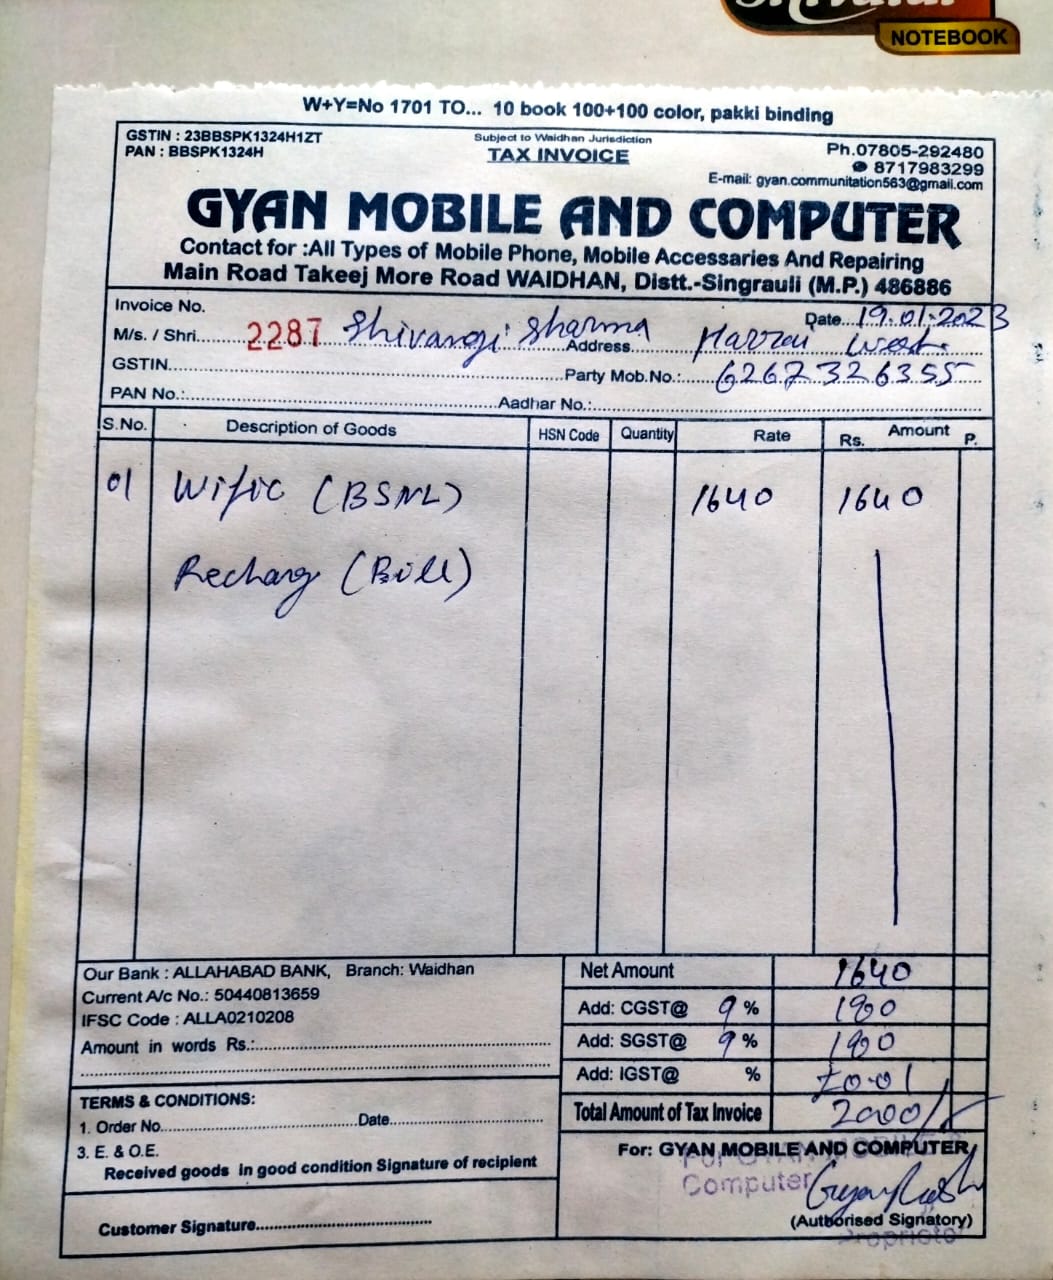 NOTEBOOK
W+Y=No 1701 TO... 10 book 100+100 color, pakki binding
GSTIN : 23BBSPK1324H1ZT
Subject to Waidhan Jurisdiction
Ph.07805-292480
PAN : BBSPK1324H
TAX INVOICE
8717983299
E-mail: gyan.communitation563@gmail.com
GYAN MOBILE AND COMPUTER
Contact for :All Types of Mobile Phone, Mobile Accessaries And Repairing
Main Road Takeej More Road WAIDHAN, Distt.-Singrauli (M.P.) 486886
Invoice No. 2287
Date...19.01.2023
M/s. / Shri. Shivangi Sharma
Address. Harrai West
GSTIN
Party Mob.No.: 6267326355
PAN No.:
Aadhar No.:
S.No. Description of Goods HSN Code Quantity Rate Amount Rs. P.
01 Wific (BSNL) 1640 1640
Recharg (Bill)
Our Bank : ALLAHABAD BANK, Branch: Waidhan
Net Amount 1640
Current A/c No.: 50440813659
Add: CGST@ 9 % 180
IFSC Code : ALLA0210208
Add: SGST@ 9 % 180
Amount in words Rs.:
Add: IGST@ %
TERMS & CONDITIONS:
Total Amount of Tax Invoice 2000/-
1. Order No. Date
3. E. & O.E.
For: GYAN MOBILE AND COMPUTER
Received goods in good condition Signature of recipient
For GYAN MOBILE
Computer
Customer Signature
(Authorised Signatory)